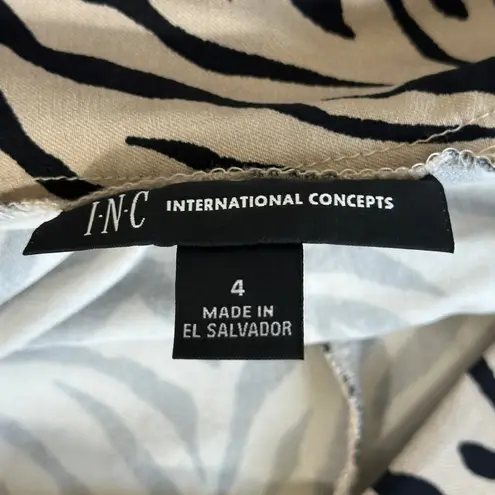 I·N·C INTERNATIONAL CONCEPTS
4
MADE IN
EL SALVADOR